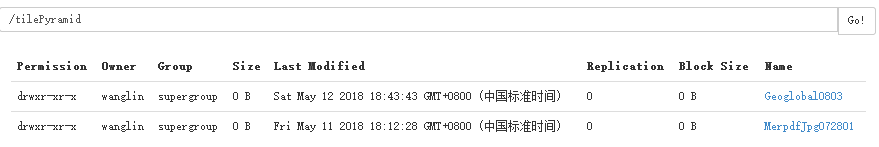 /tilePyramid Go!
Permission Owner Group Size Last Modified Replication Block Size Name
drwxr-xr-x wanglin supergroup 0 B Sat May 12 2018 18:43:43 GMT+0800 (中国标准时间) 0 0 B Geoglobal0803
drwxr-xr-x wanglin supergroup 0 B Fri May 11 2018 18:12:28 GMT+0800 (中国标准时间) 0 0 B MerpdfJpg072801